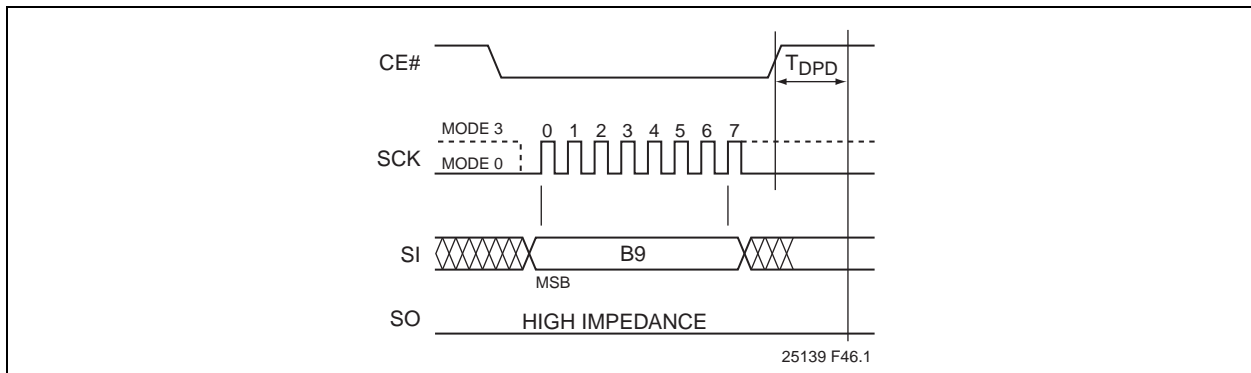 CE#
TDPD
MODE 3
0 1 2 3 4 5 6 7
SCK
MODE 0
SI
B9
MSB
SO
HIGH IMPEDANCE
25139 F46.1